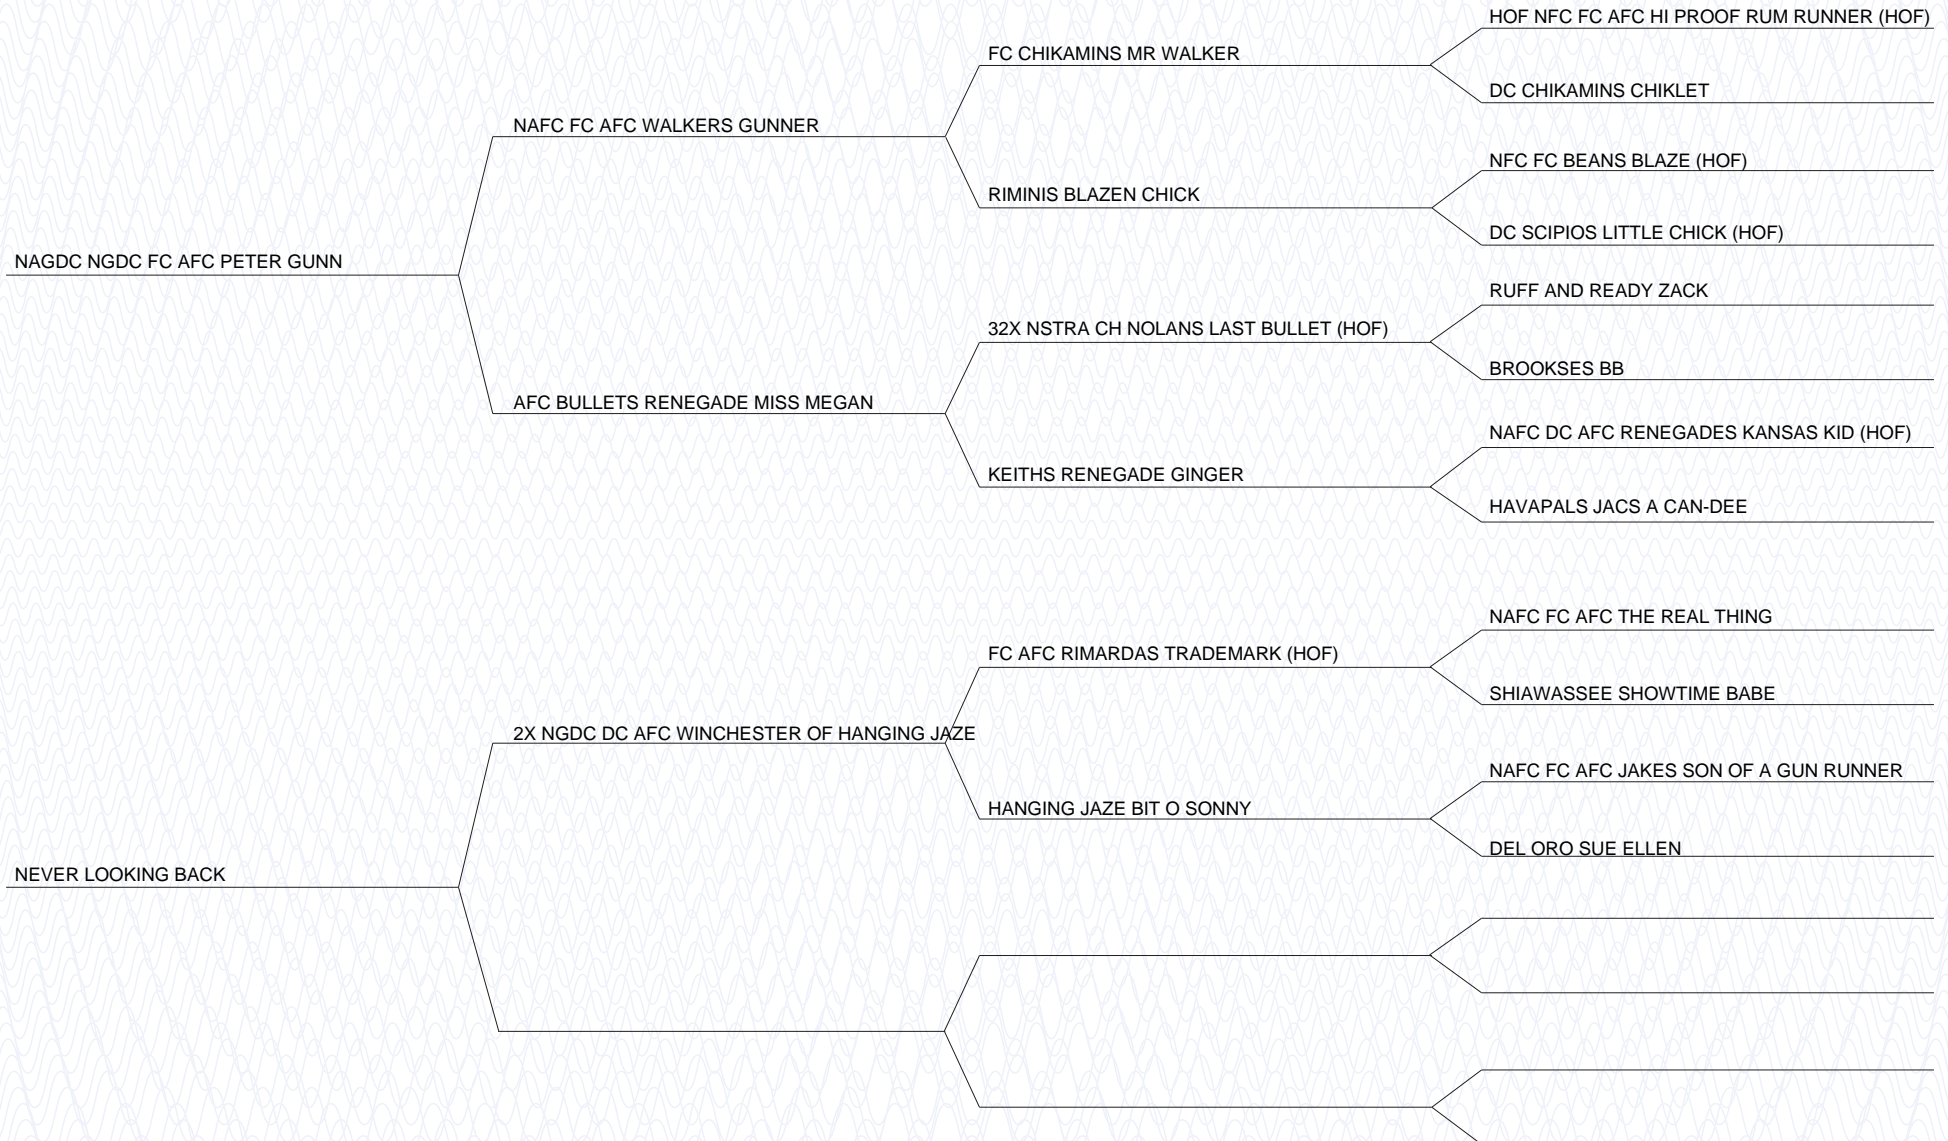 HOF NFC FC AFC HI PROOF RUM RUNNER (HOF)
FC CHIKAMINS MR WALKER
DC CHIKAMINS CHIKLET
NAFC FC AFC WALKERS GUNNER
NFC FC BEANS BLAZE (HOF)
RIMINIS BLAZEN CHICK
DC SCIPIOS LITTLE CHICK (HOF)
NAGDC NGDC FC AFC PETER GUNN
RUFF AND READY ZACK
32X NSTRA CH NOLANS LAST BULLET (HOF)
BROOKSES BB
AFC BULLETS RENEGADE MISS MEGAN
NAFC DC AFC RENEGADES KANSAS KID (HOF)
KEITHS RENEGADE GINGER
HAVAPALS JACS A CAN-DEE
NAFC FC AFC THE REAL THING
FC AFC RIMARDAS TRADEMARK (HOF)
SHIAWASSEE SHOWTIME BABE
2X NGDC DC AFC WINCHESTER OF HANGING JAZE
NAFC FC AFC JAKES SON OF A GUN RUNNER
HANGING JAZE BIT O SONNY
DEL ORO SUE ELLEN
NEVER LOOKING BACK